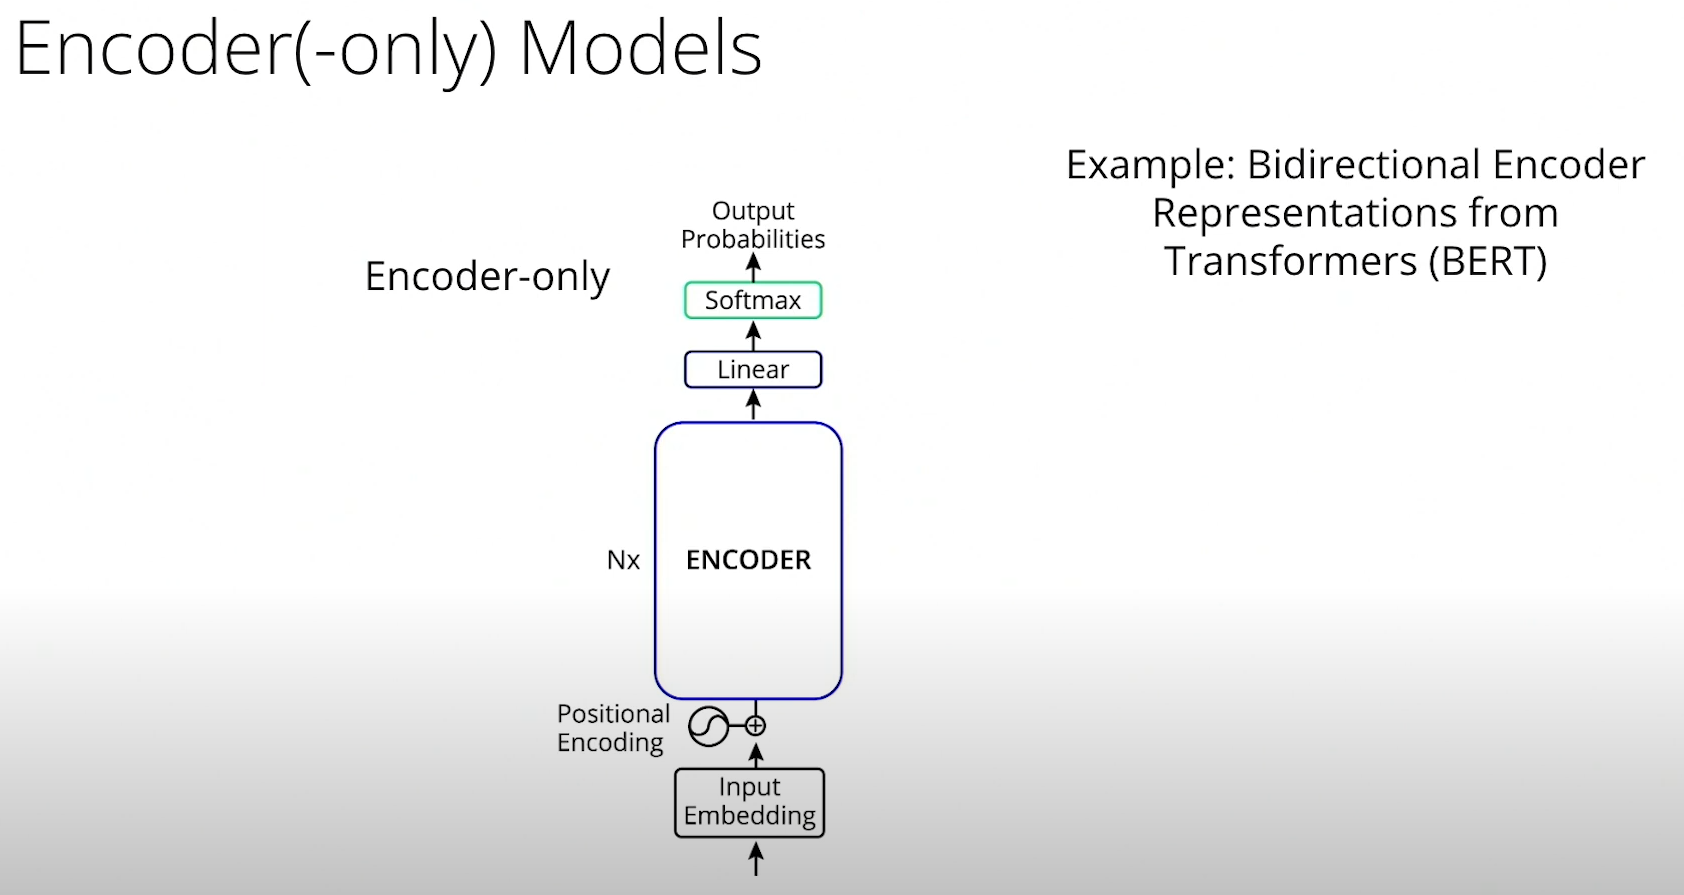 Encoder(-only) Models
Example: Bidirectional Encoder
Representations from
Transformers (BERT)
Encoder-only
Output
Probabilities
Softmax
Linear
Nx
ENCODER
Positional
Encoding
Input
Embedding